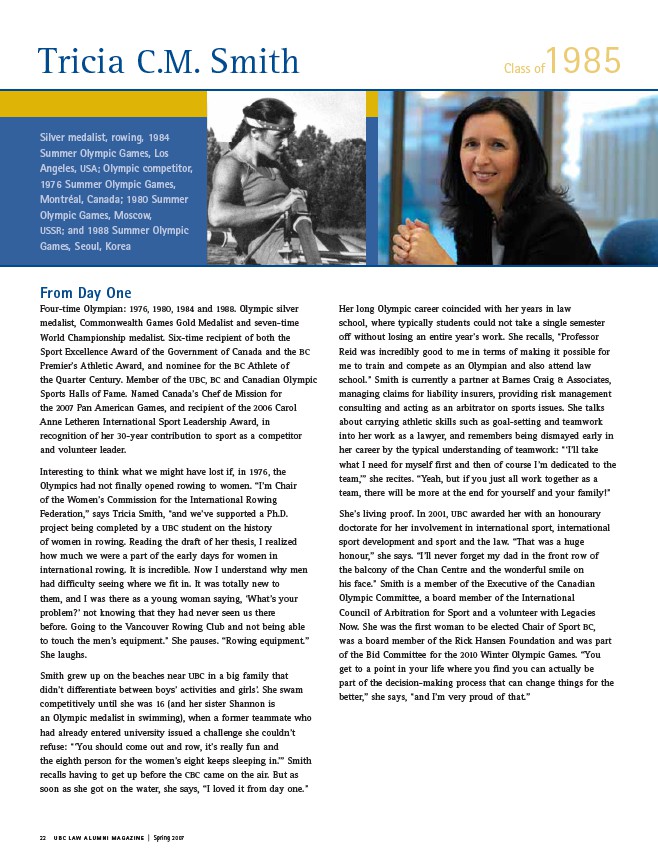 Tricia C.M. Smith
Class of 1985
Silver medalist, rowing, 1984
Summer Olympic Games, Los
Angeles, USA; Olympic competitor,
1976 Summer Olympic Games,
Montréal, Canada; 1980 Summer
Olympic Games, Moscow,
USSR; and 1988 Summer Olympic
Games, Seoul, Korea
From Day One
Four-time Olympian: 1976, 1980, 1984 and 1988. Olympic silver
medalist, Commonwealth Games Gold Medalist and seven-time
World Championship medalist. Six-time recipient of both the
Sport Excellence Award of the Government of Canada and the BC
Premier's Athletic Award, and nominee for the BC Athlete of
the Quarter Century. Member of the UBC, BC and Canadian Olympic
Sports Halls of Fame. Named Canada's Chef de Mission for
the 2007 Pan American Games, and recipient of the 2006 Carol
Anne Letheren International Sport Leadership Award, in
recognition of her 30-year contribution to sport as a competitor
and volunteer leader.
Interesting to think what we might have lost if, in 1976, the
Olympics had not finally opened rowing to women. "I'm Chair
of the Women's Commission for the International Rowing
Federation," says Tricia Smith, "and we've supported a Ph.D.
project being completed by a UBC student on the history
of women in rowing. Reading the draft of her thesis, I realized
how much we were a part of the early days for women in
international rowing. It is incredible. Now I understand why men
had difficulty seeing where we fit in. It was totally new to
them, and I was there as a young woman saying, 'What's your
problem?' not knowing that they had never seen us there
before. Going to the Vancouver Rowing Club and not being able
to touch the men's equipment." She pauses. "Rowing equipment."
She laughs.
Smith grew up on the beaches near UBC in a big family that
didn't differentiate between boys' activities and girls'. She swam
competitively until she was 16 (and her sister Shannon is
an Olympic medalist in swimming), when a former teammate who
had already entered university issued a challenge she couldn't
refuse: "'You should come out and row, it's really fun and
the eighth person for the women's eight keeps sleeping in.'" Smith
recalls having to get up before the CBC came on the air. But as
soon as she got on the water, she says, "I loved it from day one."
Her long Olympic career coincided with her years in law
school, where typically students could not take a single semester
off without losing an entire year's work. She recalls, "Professor
Reid was incredibly good to me in terms of making it possible for
me to train and compete as an Olympian and also attend law
school." Smith is currently a partner at Barnes Craig & Associates,
managing claims for liability insurers, providing risk management
consulting and acting as an arbitrator on sports issues. She talks
about carrying athletic skills such as goal-setting and teamwork
into her work as a lawyer, and remembers being dismayed early in
her career by the typical understanding of teamwork: "'I'll take
what I need for myself first and then of course I'm dedicated to the
team,'" she recites. "Yeah, but if you just all work together as a
team, there will be more at the end for yourself and your family!"
She's living proof. In 2001, UBC awarded her with an honourary
doctorate for her involvement in international sport, international
sport development and sport and the law. "That was a huge
honour," she says. "I'll never forget my dad in the front row of
the balcony of the Chan Centre and the wonderful smile on
his face." Smith is a member of the Executive of the Canadian
Olympic Committee, a board member of the International
Council of Arbitration for Sport and a volunteer with Legacies
Now. She was the first woman to be elected Chair of Sport BC,
was a board member of the Rick Hansen Foundation and was part
of the Bid Committee for the 2010 Winter Olympic Games. "You
get to a point in your life where you find you can actually be
part of the decision-making process that can change things for the
better," she says, "and I'm very proud of that."
22 UBC LAW ALUMNI MAGAZINE | Spring 2007